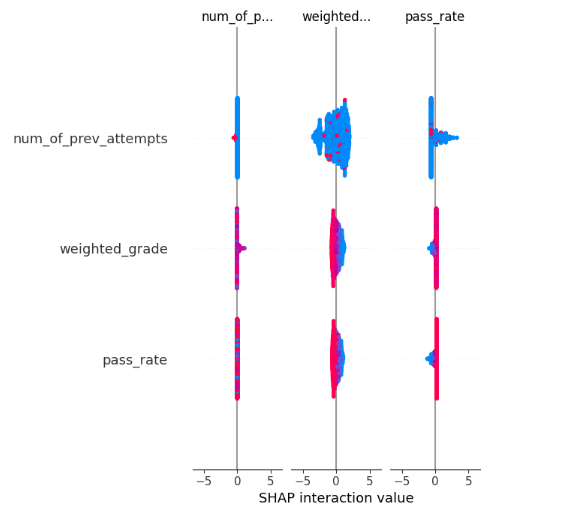 num_of_p... weighted... pass_rate
num_of_prev_attempts
weighted_grade
pass_rate
−5 0 5 −5 0 5 −5 0 5
SHAP interaction value